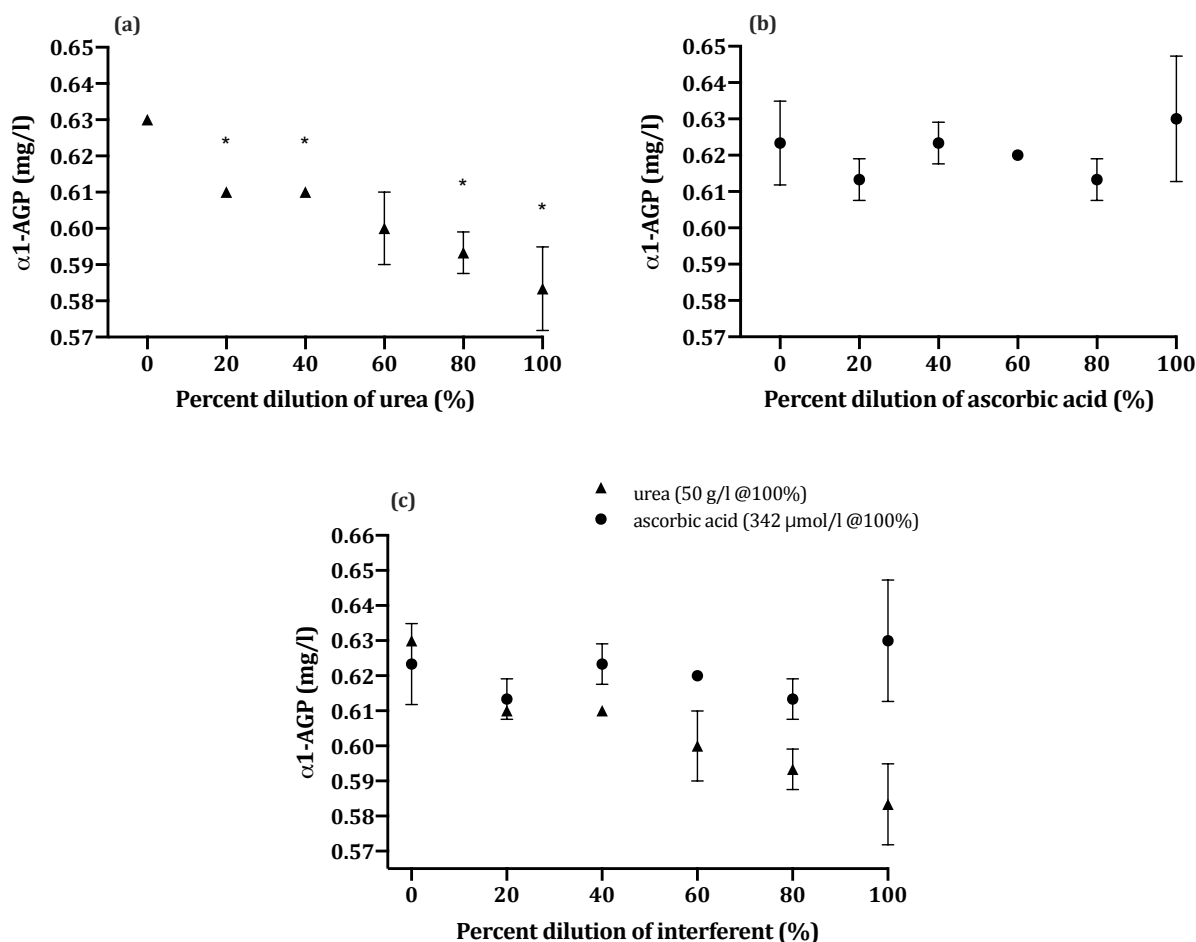 (a)
0.65
0.64
0.63
0.62
0.61
0.60
0.59
0.58
0.57
α1-AGP (mg/l)
* * * *
0 20 40 60 80 100
Percent dilution of urea (%)
(b)
0.65
0.64
0.63
0.62
0.61
0.60
0.59
0.58
0.57
α1-AGP (mg/l)
0 20 40 60 80 100
Percent dilution of ascorbic acid (%)
(c)
urea (50 g/l @100%)
ascorbic acid (342 µmol/l @100%)
0.66
0.65
0.64
0.63
0.62
0.61
0.60
0.59
0.58
0.57
α1-AGP (mg/l)
0 20 40 60 80 100
Percent dilution of interferent (%)